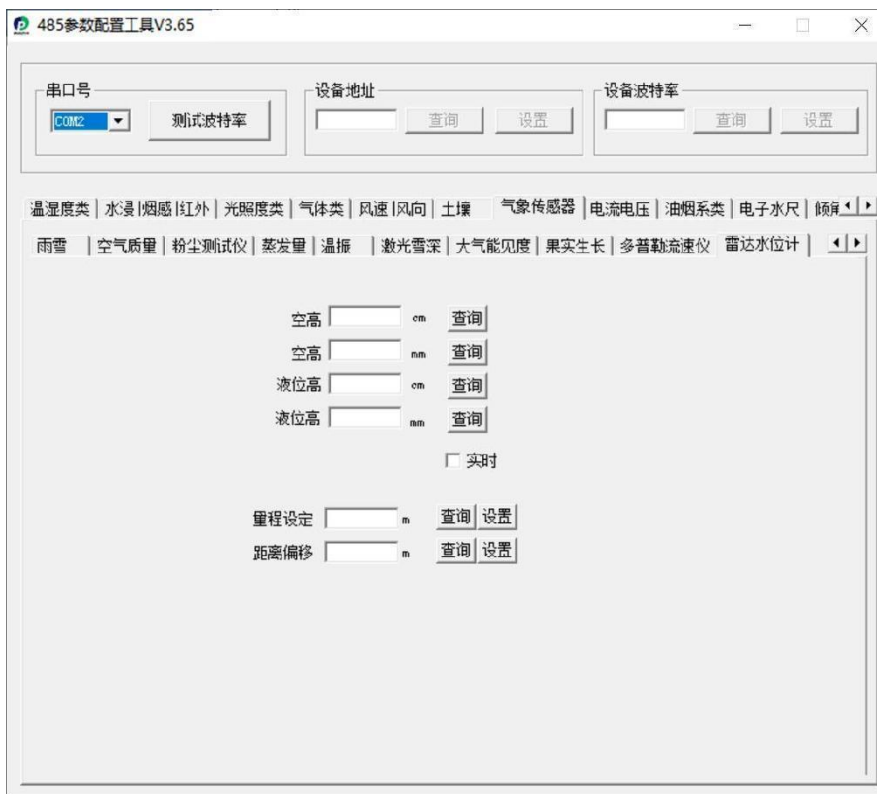 485参数配置工具V3.65
串口号
COM2
测试波特率
设备地址
查询
设置
设备波特率
查询
设置
温湿度类 水浸|烟感|红外 光照度类 气体类 风速|风向 土壤 气象传感器 电流电压 油烟系类 电子水尺
雨雪 空气质量 粉尘测试仪 蒸发量 温振 激光雪深 大气能见度 果实生长 多普勒流速仪 雷达水位计
空高 cm 查询
空高 mm 查询
液位高 cm 查询
液位高 mm 查询
实时
量程设定 m 查询 设置
距离偏移 m 查询 设置